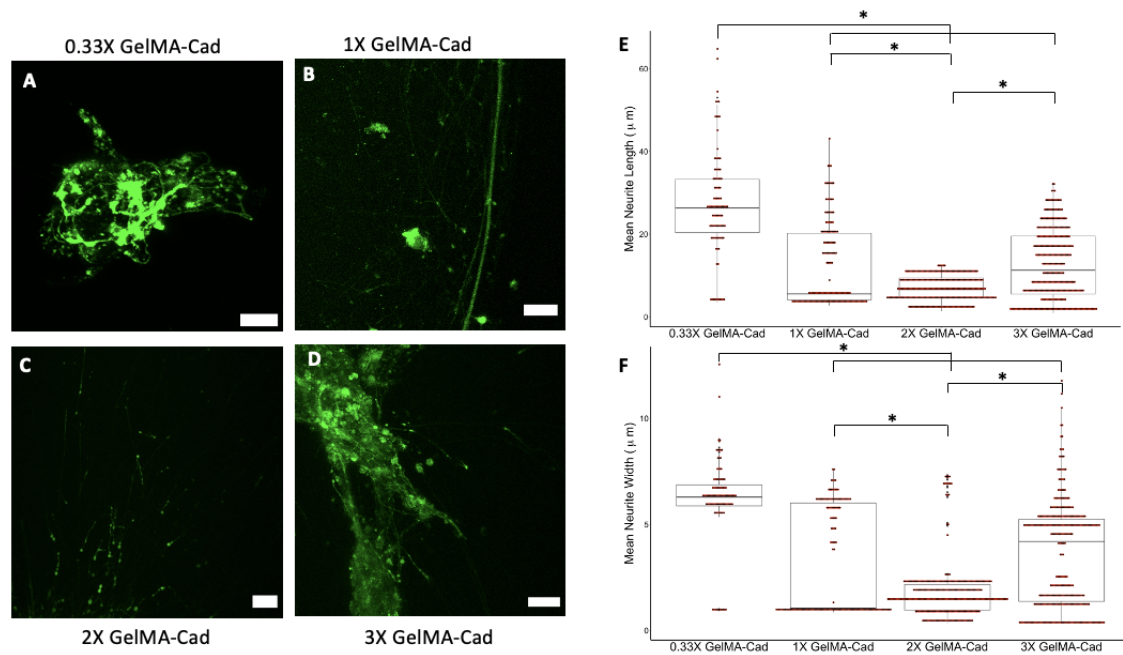 0.33X GelMA-Cad
1X GelMA-Cad
A
B
C
D
2X GelMA-Cad
3X GelMA-Cad
E
*
*
*
Mean Neurite Length ( μ m)
60
40
20
0
0.33X GelMA-Cad 1X GelMA-Cad 2X GelMA-Cad 3X GelMA-Cad
F
*
*
*
Mean Neurite Width ( μ m)
10
5
0
0.33X GelMA-Cad 1X GelMA-Cad 2X GelMA-Cad 3X GelMA-Cad